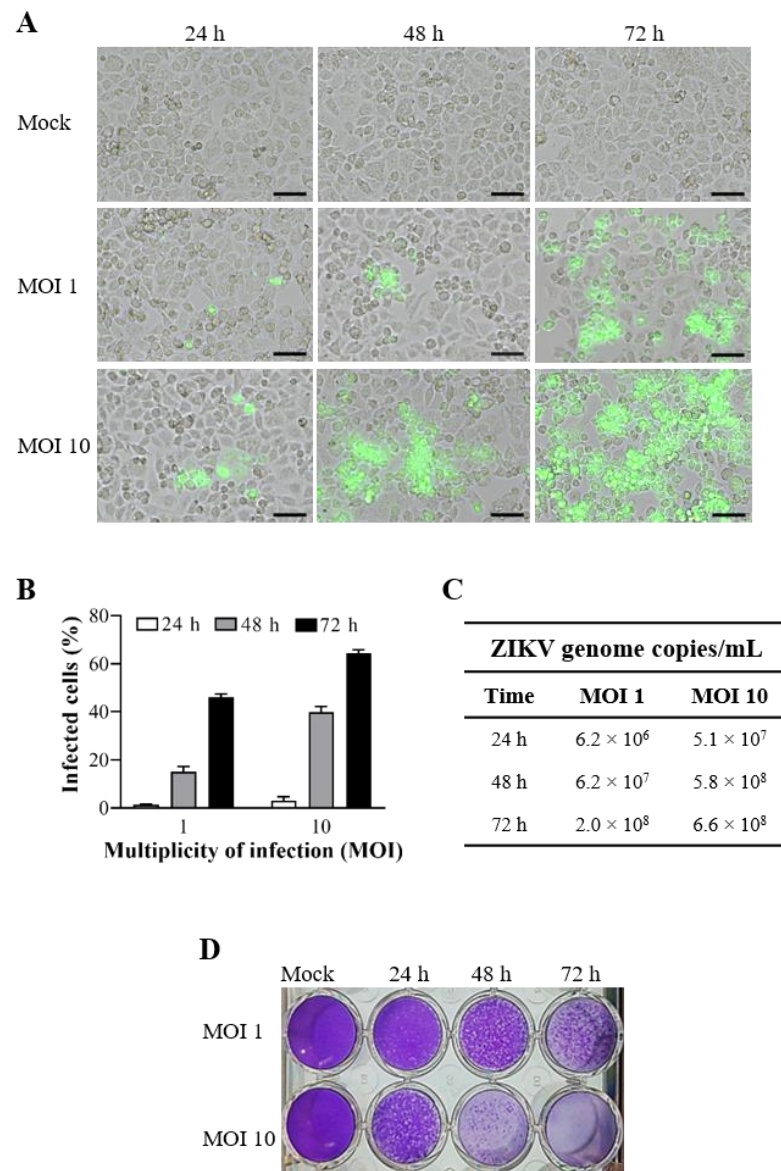 A
24 h 48 h 72 h
Mock
MOI 1
MOI 10
B
80
60
40
20
0
Infected cells (%)
24 h 48 h 72 h
1 10
Multiplicity of infection (MOI)
C
ZIKV genome copies/mL
Time MOI 1 MOI 10
24 h 6.2 × 10⁶ 5.1 × 10⁷
48 h 6.2 × 10⁷ 5.8 × 10⁸
72 h 2.0 × 10⁸ 6.6 × 10⁸
D
Mock 24 h 48 h 72 h
MOI 1
MOI 10